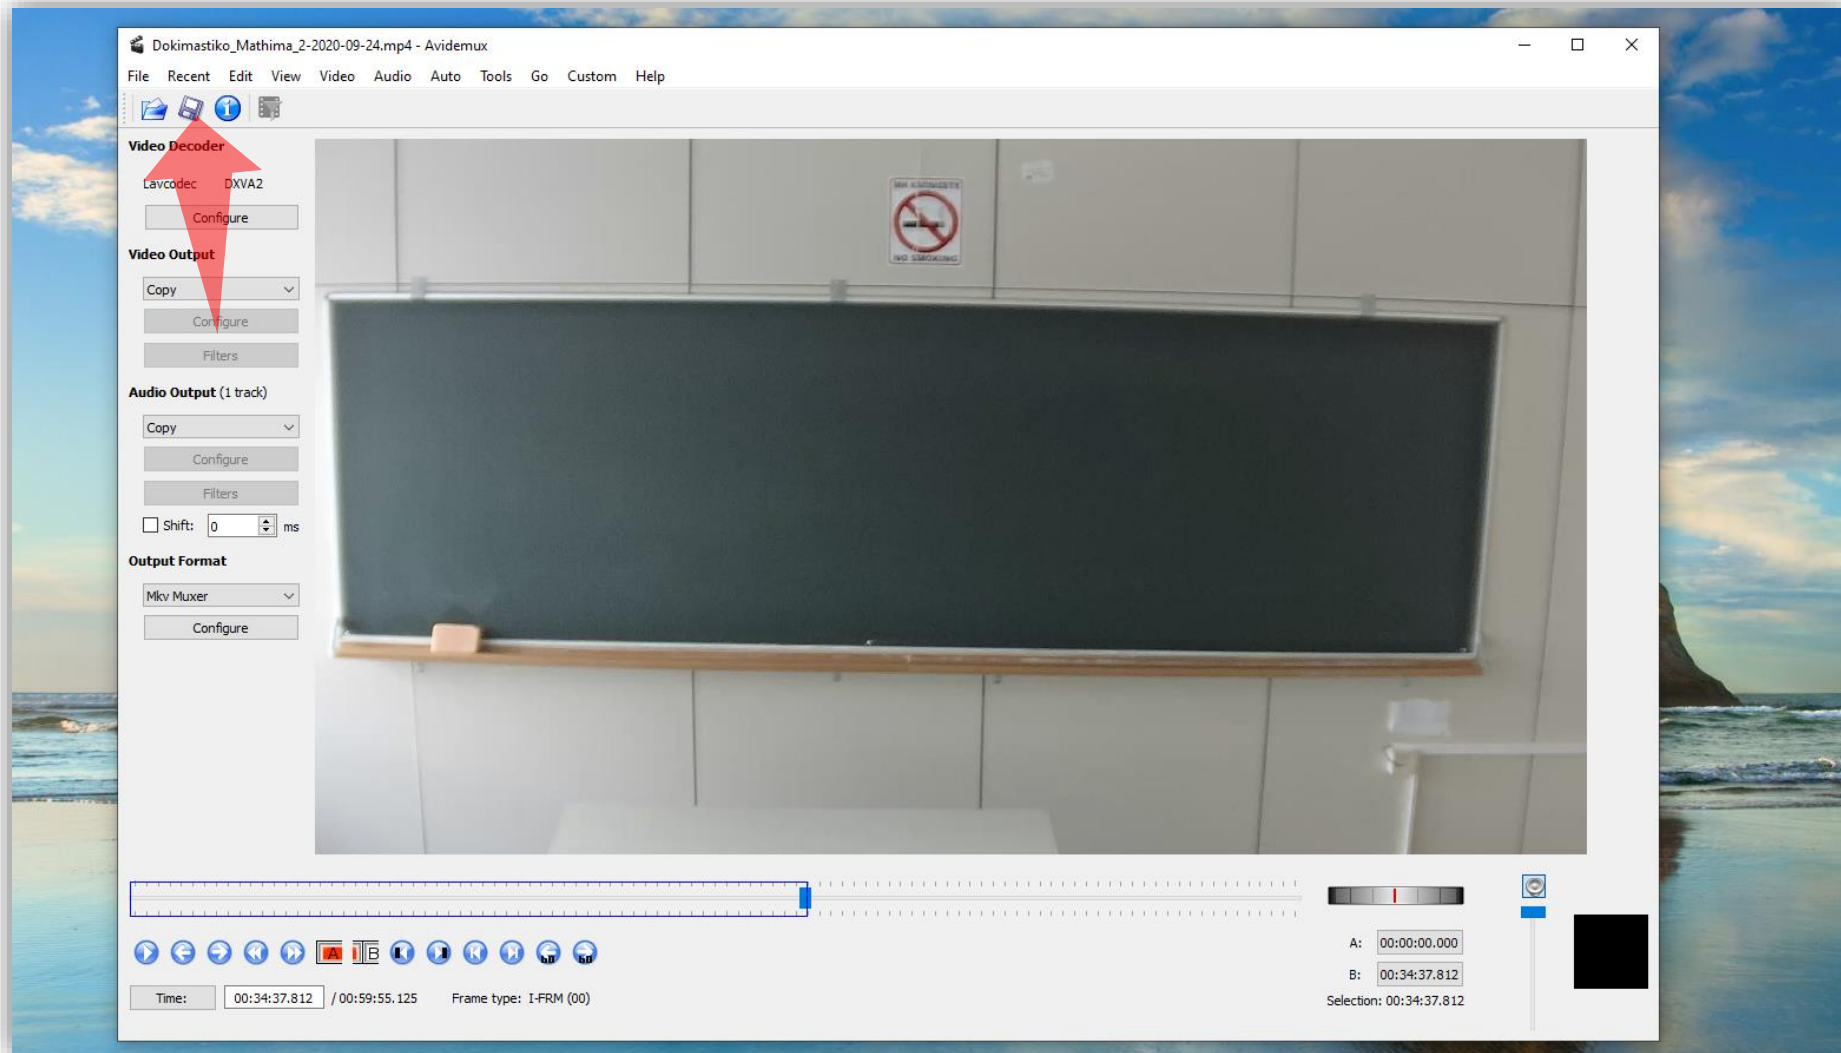 Dokimastiko_Mathima_2-2020-09-24.mp4 - Avidemux
File Recent Edit View Video Audio Auto Tools Go Custom Help
Video Decoder
Lavcodec DXVA2
Configure
Video Output
Copy
Configure
Filters
Audio Output (1 track)
Copy
Configure
Filters
Shift: 0 ms
Output Format
Mkv Muxer
Configure
NO SMOKING
A B
60 60
A: 00:00:00.000
B: 00:34:37.812
Time: 00:34:37.812 / 00:59:55.125 Frame type: I-FRM (00)
Selection: 00:34:37.812